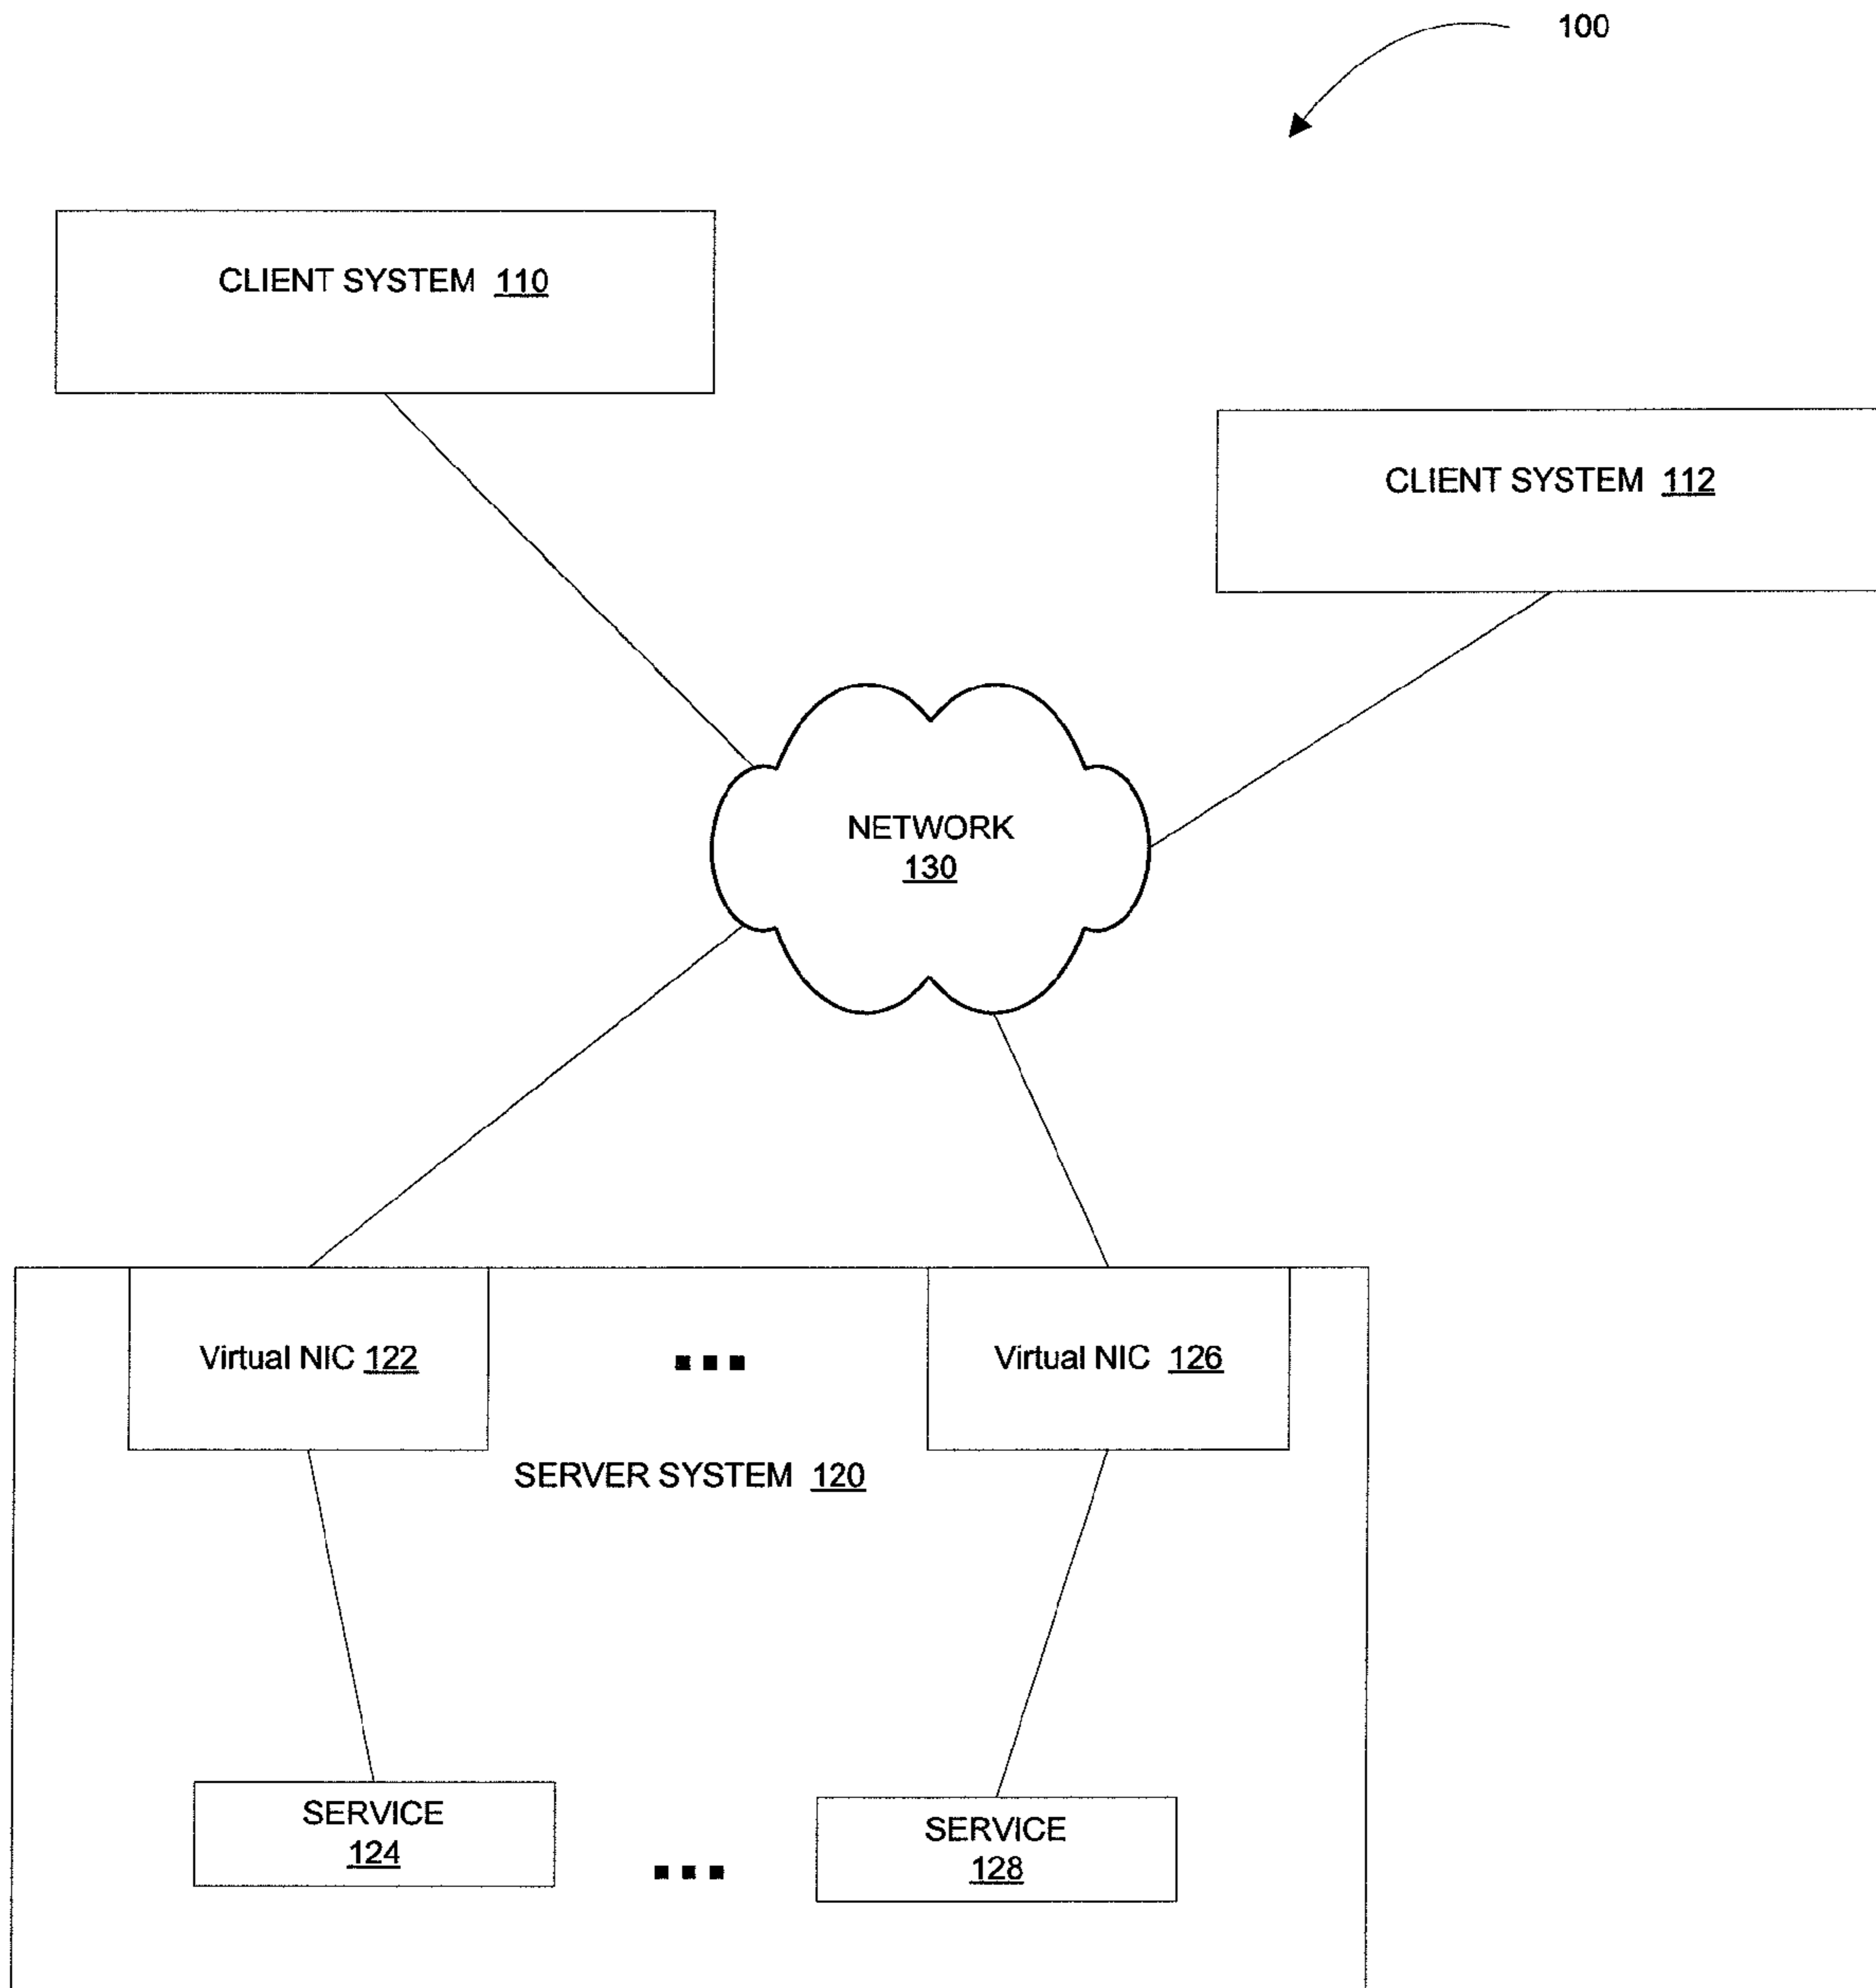 100
CLIENT SYSTEM 110
CLIENT SYSTEM 112
NETWORK
130
Virtual NIC 122
Virtual NIC 126
SERVER SYSTEM 120
SERVICE
124
SERVICE
128